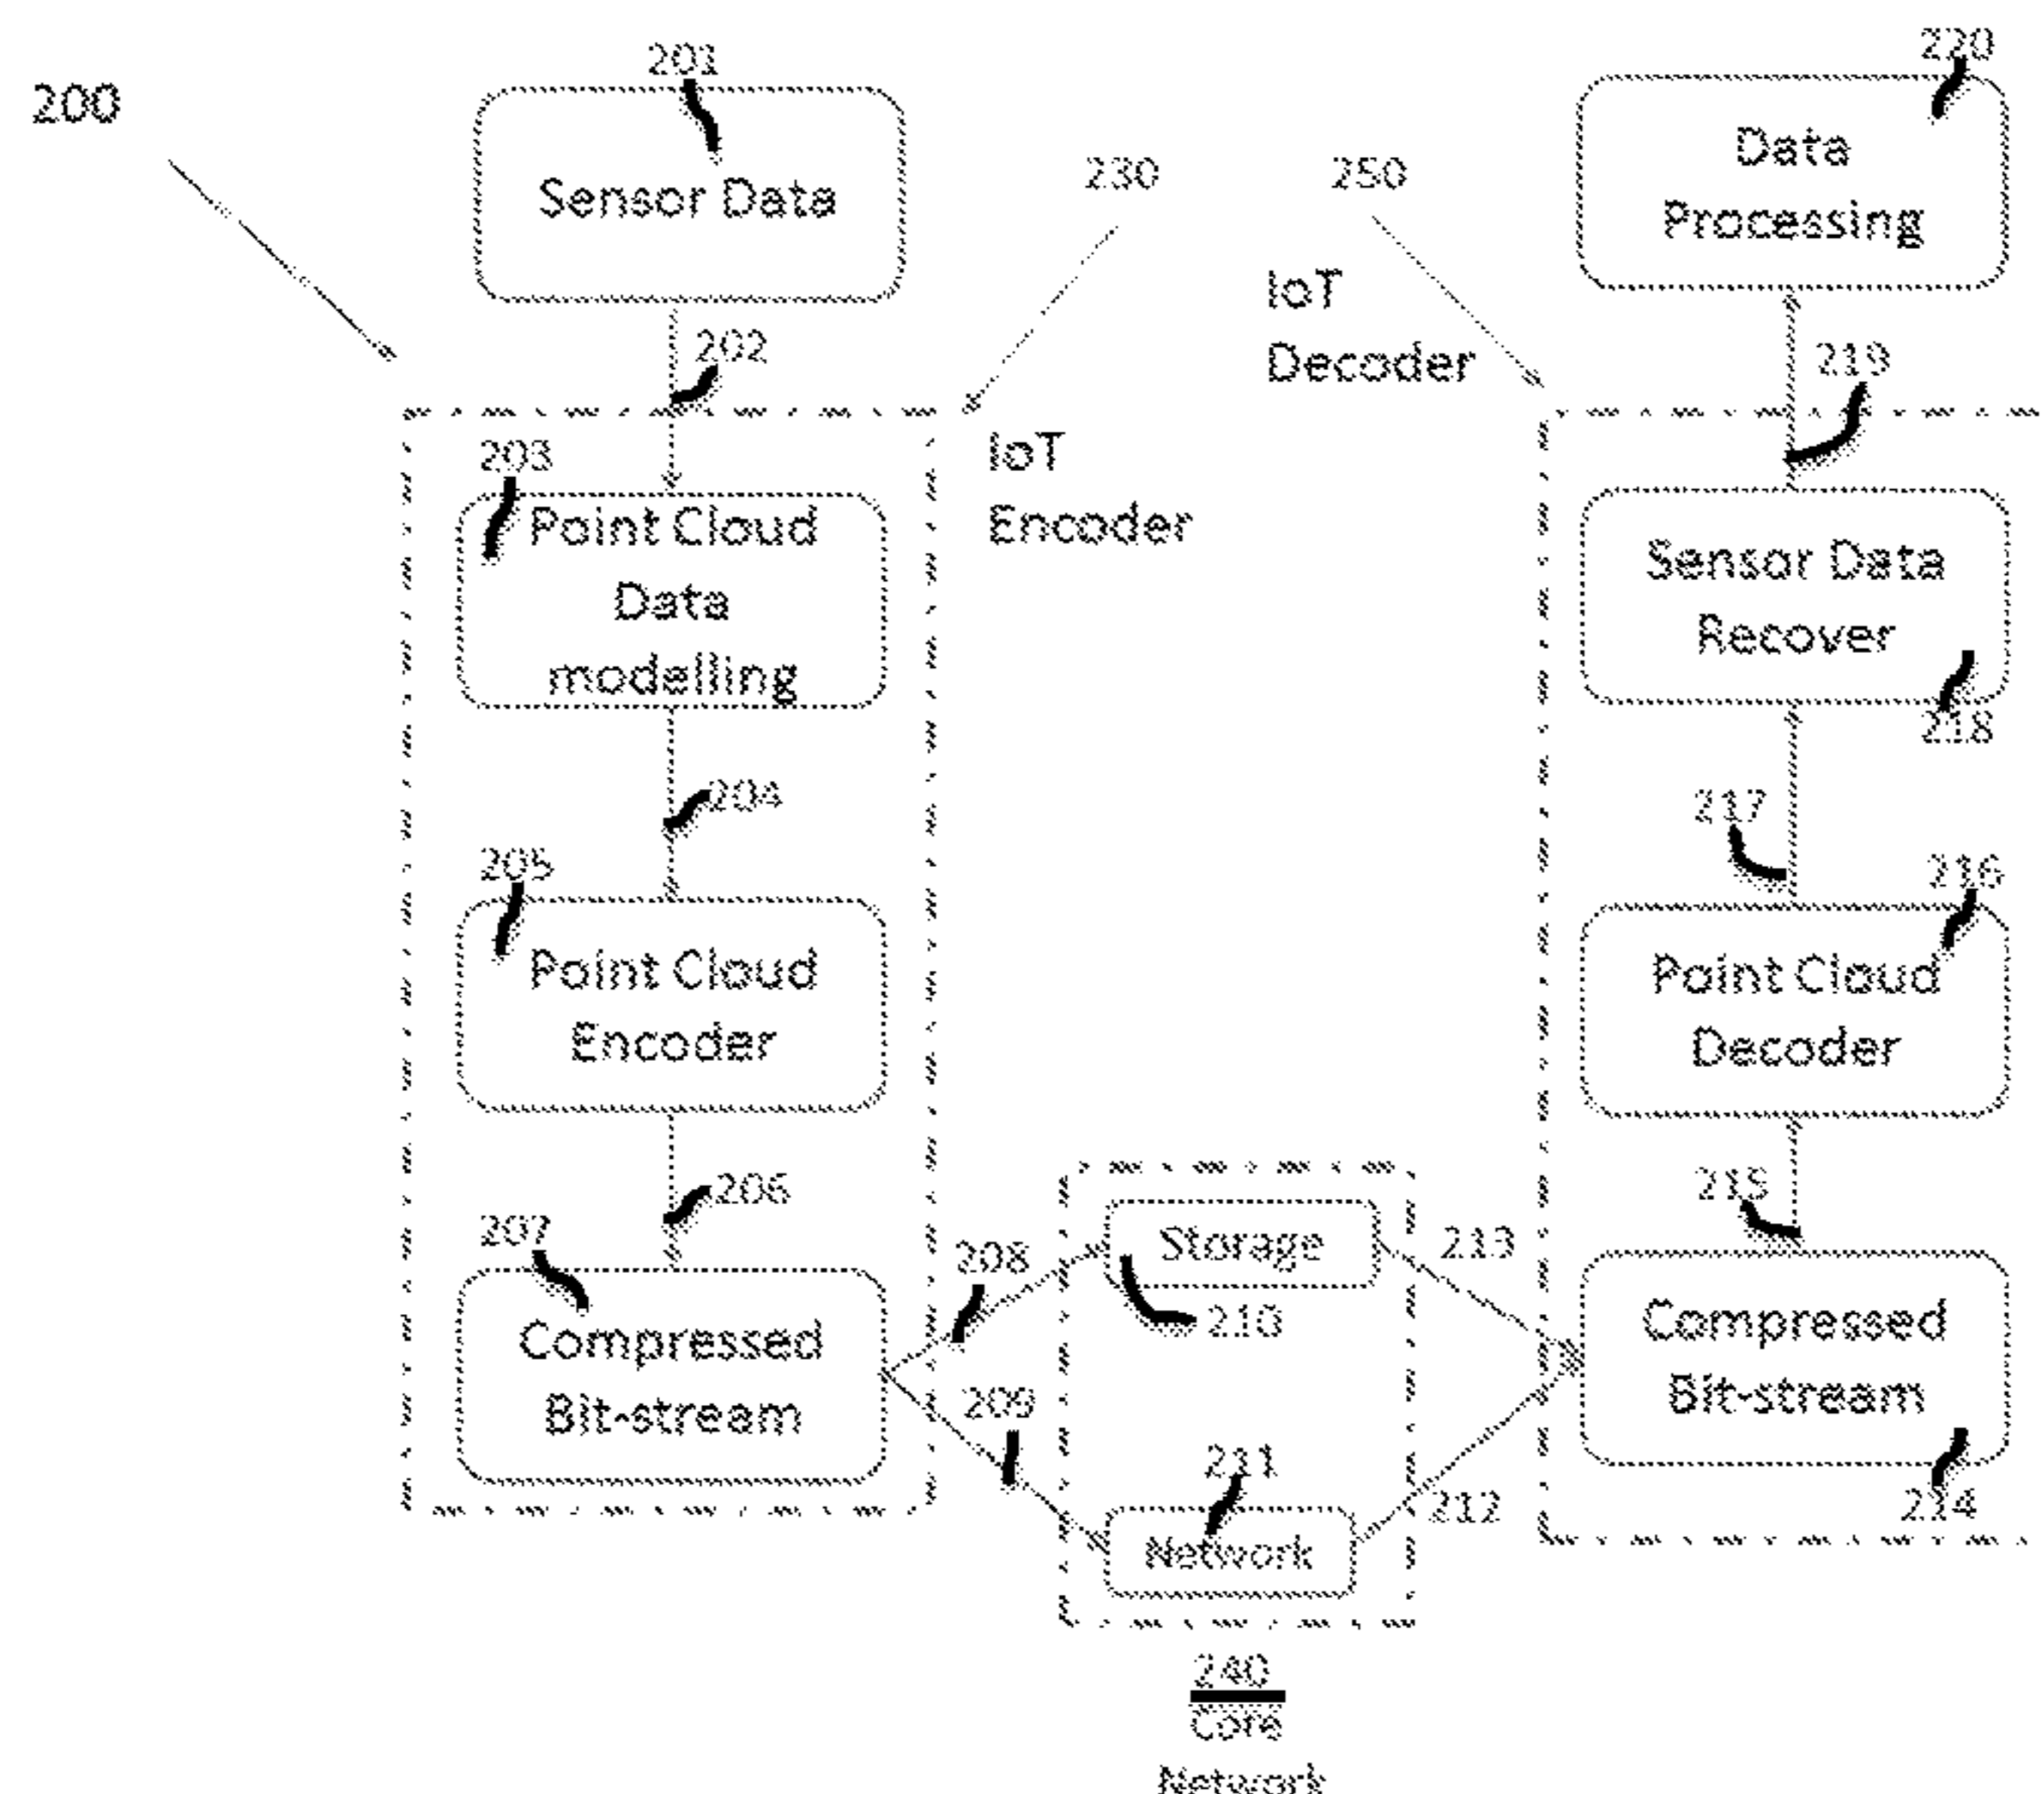 200
201
Sensor Data
202
230
IoT
Encoder
203
Point Cloud
Data
modelling
204
205
Point Cloud
Encoder
206
207
Compressed
Bit-stream
208
209
Storage
210
211
Network
240
Core
Network
213
212
250
IoT
Decoder
220
Data
Processing
219
Sensor Data
Recover
218
217
216
Point Cloud
Decoder
215
Compressed
Bit-stream
214